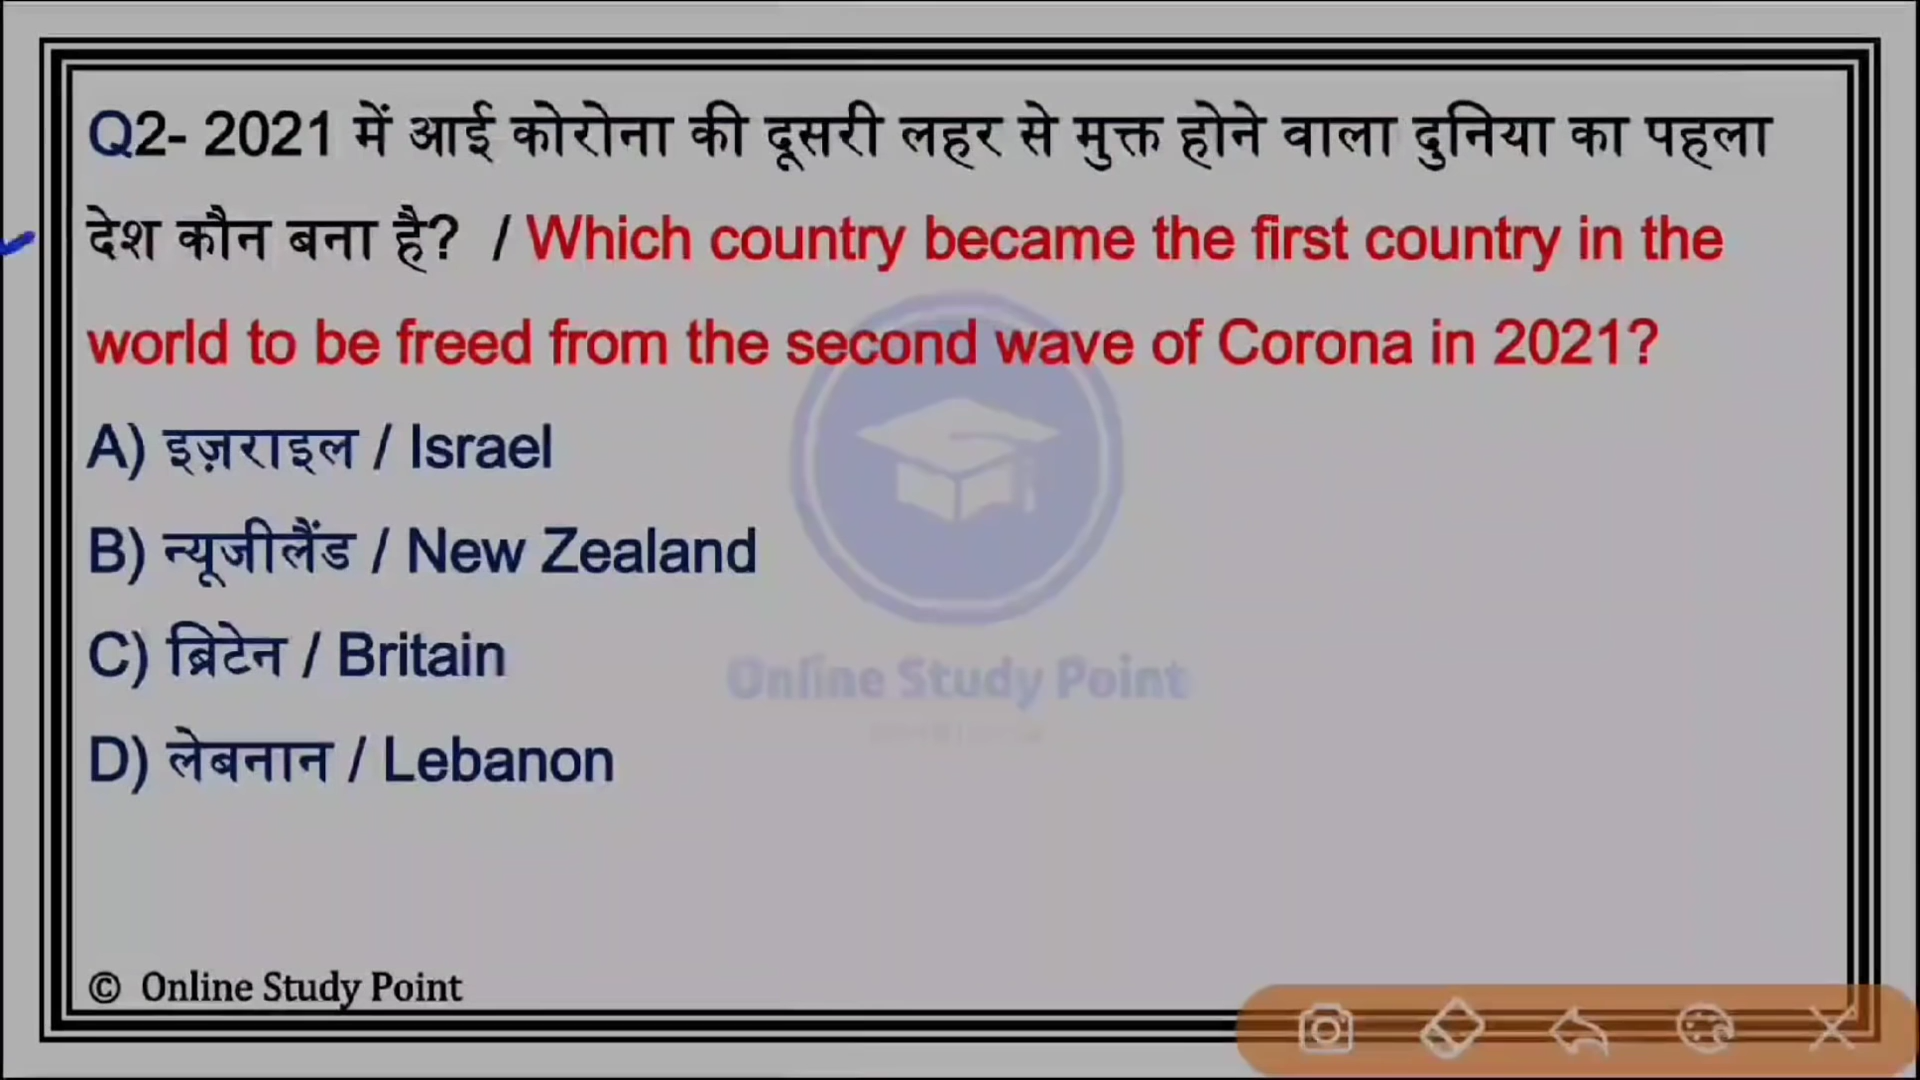 Q2- 2021 में आई कोरोना की दूसरी लहर से मुक्त होने वाला दुनिया का पहला
देश कौन बना है? / Which country became the first country in the
world to be freed from the second wave of Corona in 2021?
A) इज़राइल / Israel
B) न्यूजीलैंड / New Zealand
C) ब्रिटेन / Britain
Online Study Point
D) लेबनान / Lebanon
© Online Study Point